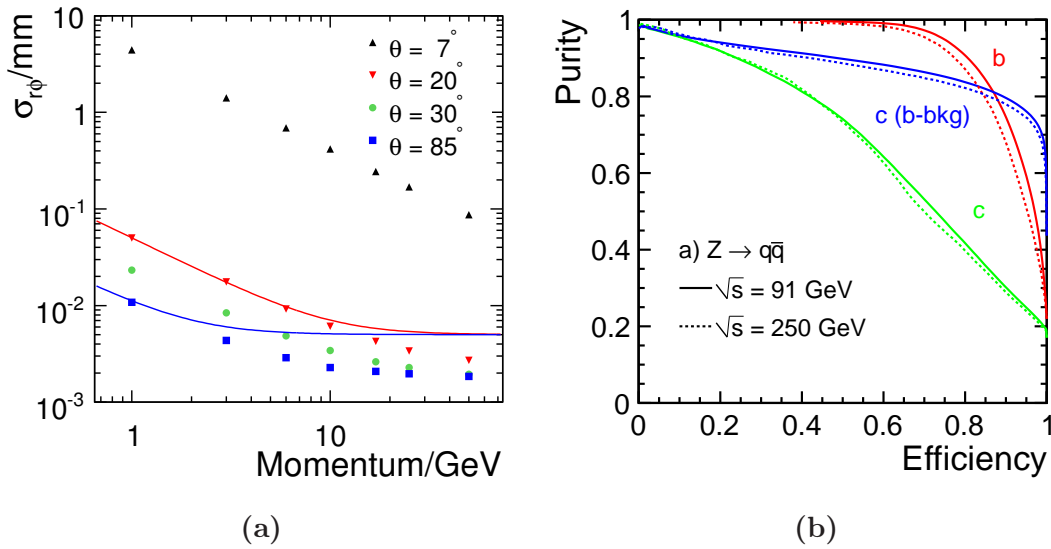 σrϕ/mm
10
1
10⁻¹
10⁻²
10⁻³
1
10
Momentum/GeV
θ = 7°
θ = 20°
θ = 30°
θ = 85°
(a)
Purity
1
0.8
0.6
0.4
0.2
0
0
0.2
0.4
0.6
0.8
1
Efficiency
b
c (b-bkg)
c
a) Z → qq̅
√s = 91 GeV
√s = 250 GeV
(b)